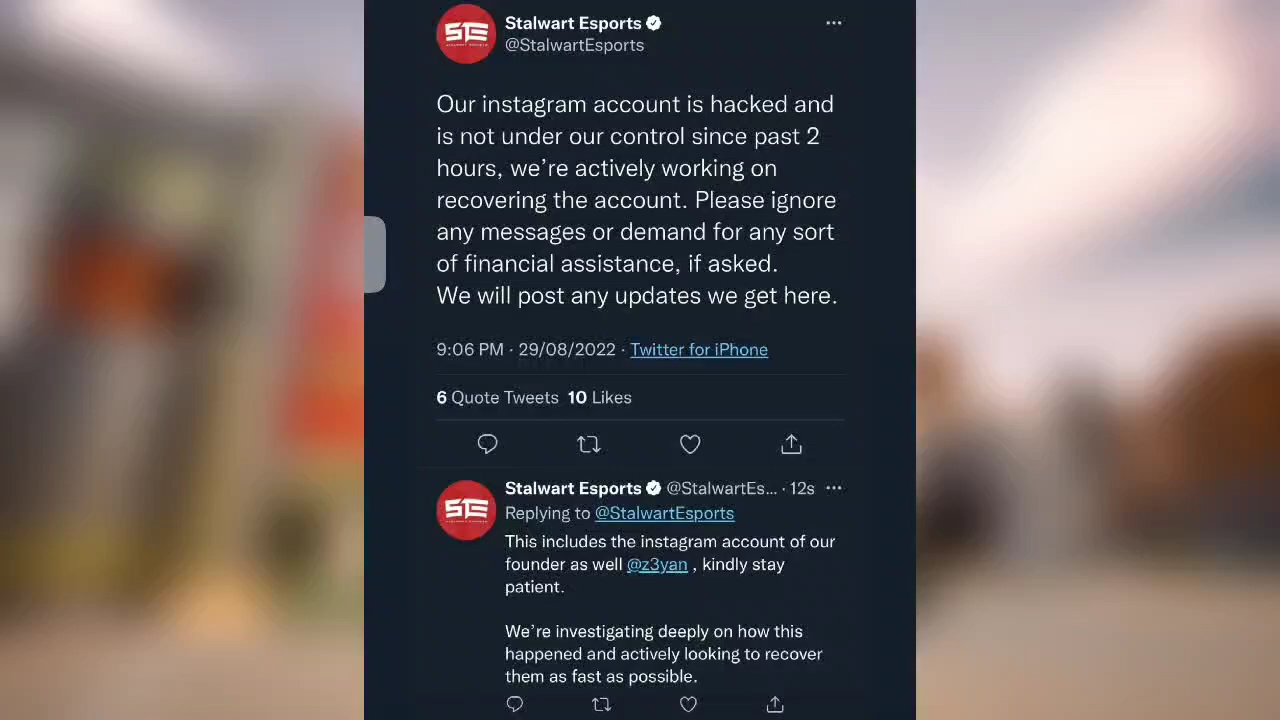 Stalwart Esports
@StalwartEsports
Our instagram account is hacked and
is not under our control since past 2
hours, we’re actively working on
recovering the account. Please ignore
any messages or demand for any sort
of financial assistance, if asked.
We will post any updates we get here.
9:06 PM · 29/08/2022 · Twitter for iPhone
6 Quote Tweets 10 Likes
Stalwart Esports @StalwartEs... · 12s
Replying to @StalwartEsports
This includes the instagram account of our
founder as well @z3yan , kindly stay
patient.
We’re investigating deeply on how this
happened and actively looking to recover
them as fast as possible.